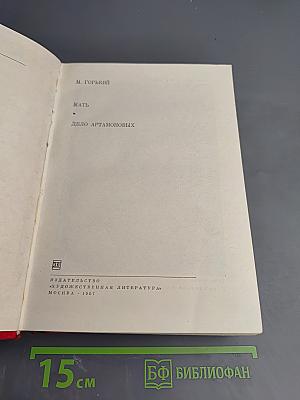 М. ГОРЬКИЙ
МАТЬ
ДЕЛО АРТАМОНОВЫХ
ИЗДАТЕЛЬСТВО
«ХУДОЖЕСТВЕННАЯ ЛИТЕРАТУРА»
МОСКВА · 1967
15 см
БФ БИБЛИОФАН